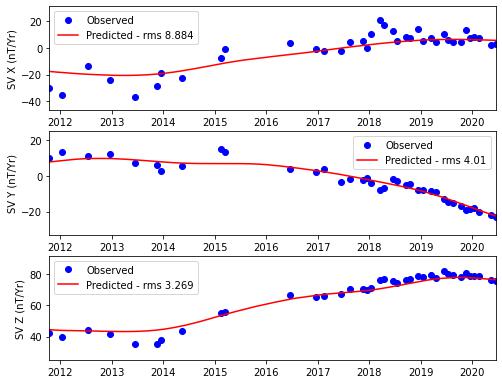 SV X (nT/Yr)
20
0
−20
−40
Observed
Predicted - rms 8.884
2012 2013 2014 2015 2016 2017 2018 2019 2020
SV Y (nT/Yr)
20
0
−20
Observed
Predicted - rms 4.01
2012 2013 2014 2015 2016 2017 2018 2019 2020
SV Z (nT/Yr)
80
60
40
Observed
Predicted - rms 3.269
2012 2013 2014 2015 2016 2017 2018 2019 2020